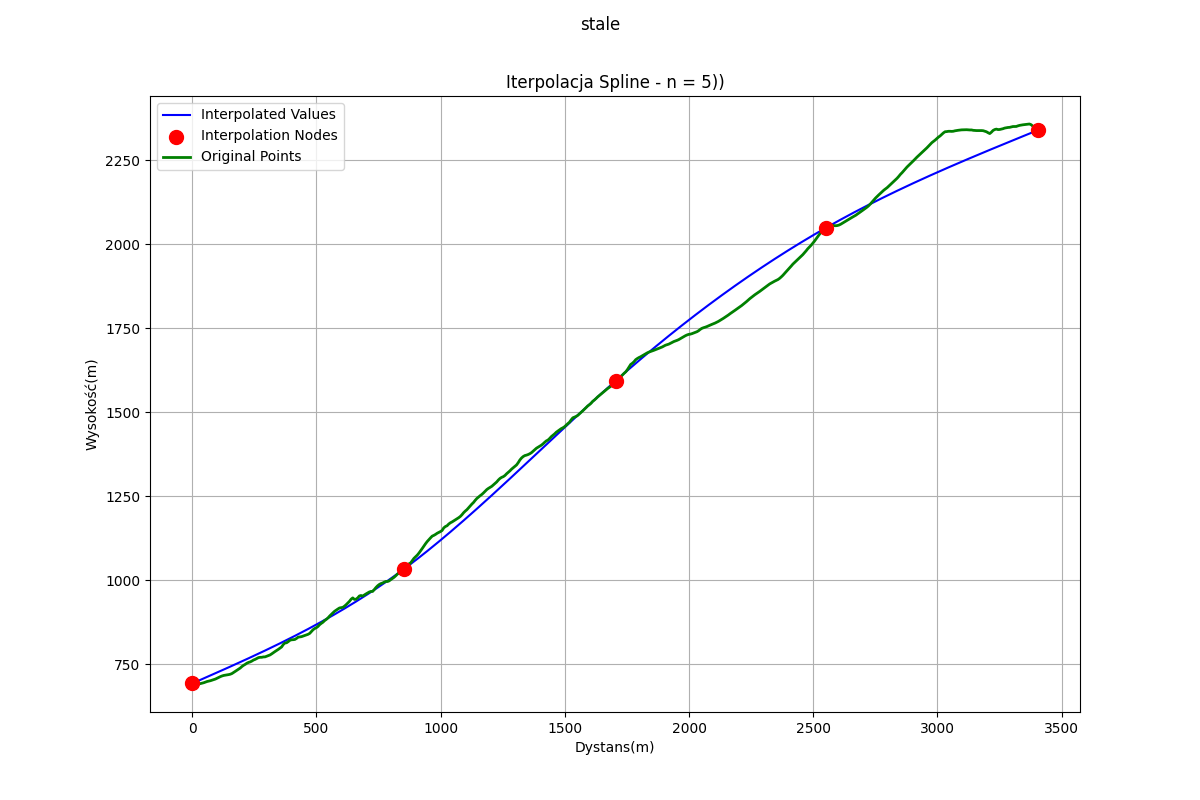 stale
Iterpolacja Spline - n = 5))
Interpolated Values
Interpolation Nodes
Original Points
2250
2000
1750
1500
1250
1000
750
Wysokość(m)
0 500 1000 1500 2000 2500 3000 3500
Dystans(m)